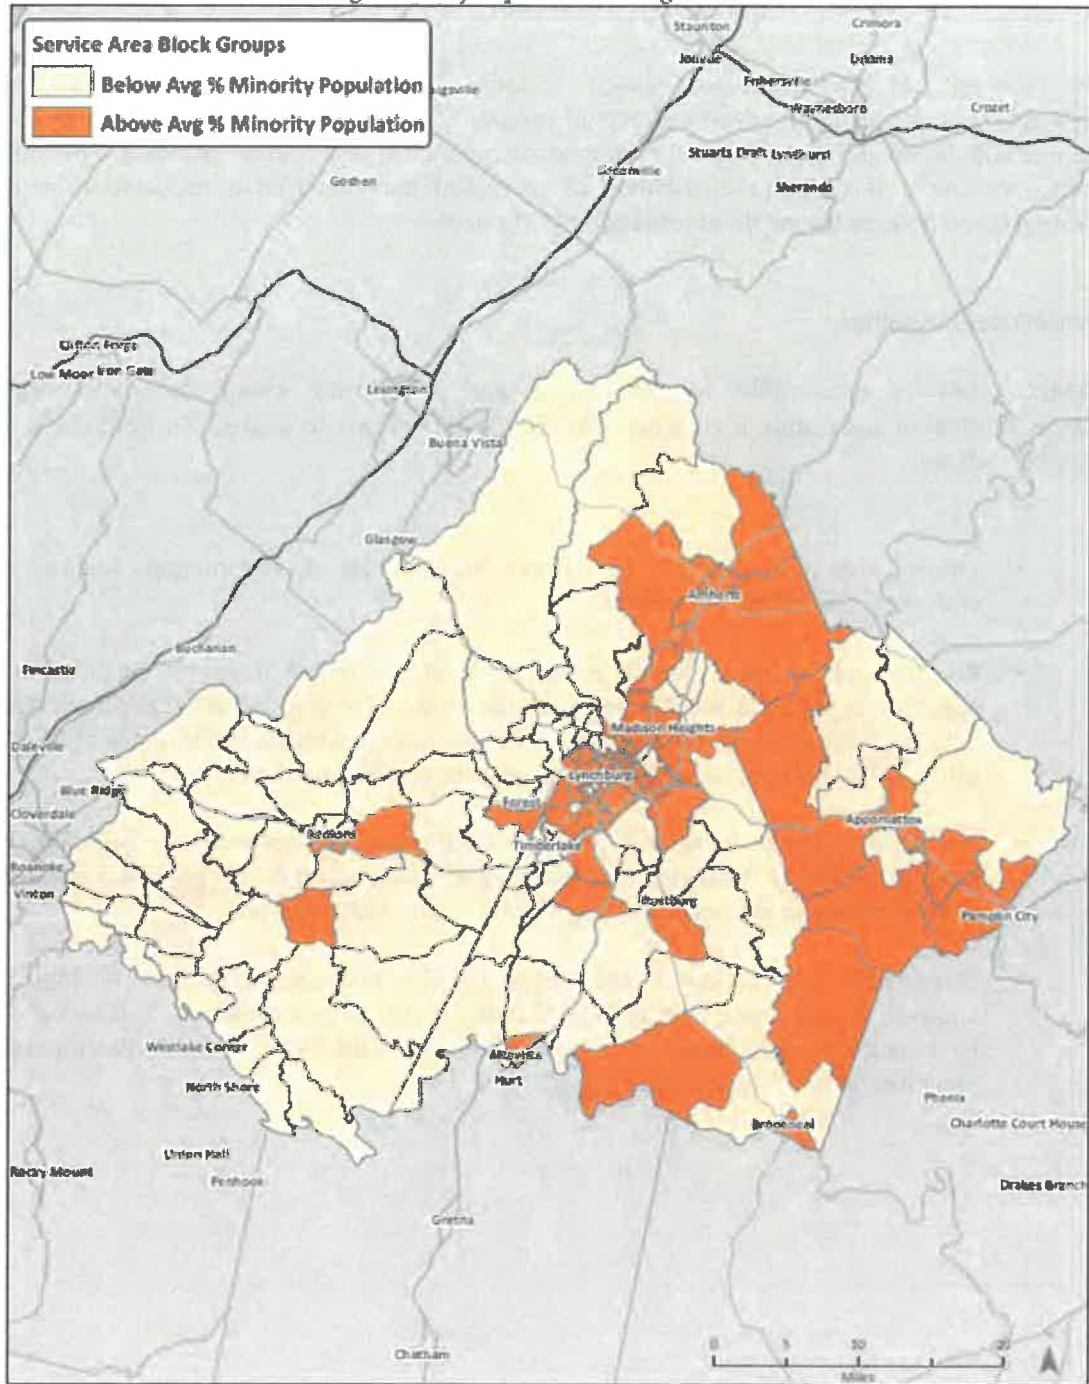 Service Area Block Groups
Below Avg % Minority Population
Above Avg % Minority Population
Staunton
Crimora
Jolivue
Dooms
Fishersville
Waynesboro
Crozet
Stuarts Draft Lyndhurst
Sherando
Goshen
Clifton Forge
Low Moor Iron Gate
Lexington
Buena Vista
Glasgow
Amherst
Buchanan
Fincastle
Madison Heights
Daleville
Lynchburg
Blue Ridge
Forest
Cloverdale
Bedford
Appomattox
Timberlake
Roanoke
Vinton
Rustburg
Pamplin City
Westlake Corner
Altavista
North Shore
Hurt
Phenix
Brookneal
Charlotte Court House
Union Hall
Rocky Mount
Penhook
Drakes Branch
Gretna
Chatham
0 5 10 20
Miles